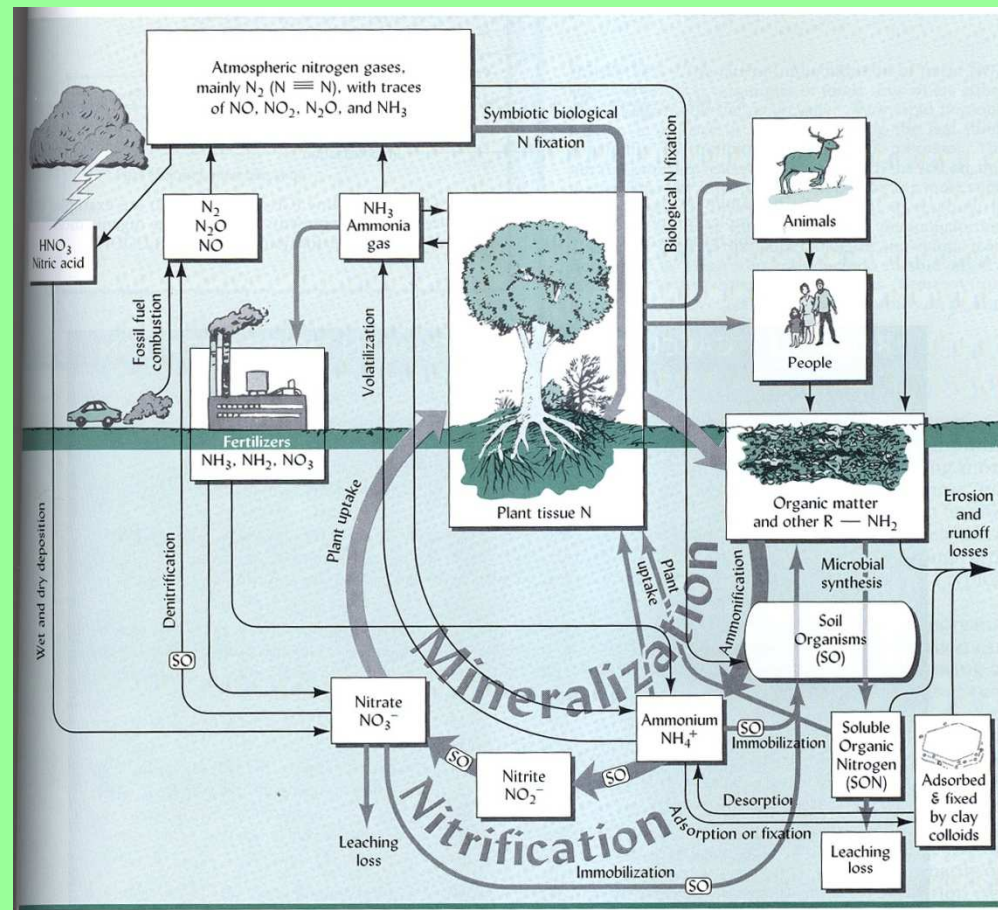 Atmospheric nitrogen gases,
mainly N₂ (N ≡ N), with traces
of NO, NO₂, N₂O, and NH₃
Symbiotic biological
N fixation
Biological N fixation
Animals
People
HNO₃
Nitric acid
N₂
N₂O
NO
NH₃
Ammonia
gas
Fossil fuel
combustion
Volatilization
Fertilizers
NH₃, NH₂, NO₃
Plant tissue N
Organic matter
and other R — NH₂
Erosion
and
runoff
losses
Wet and dry deposition
Denitrification
SO
Plant uptake
Plant
uptake
Mineralization
Ammonification
Microbial
synthesis
Soil
Organisms
(SO)
Nitrate
NO₃⁻
SO
Nitrite
NO₂⁻
SO
Ammonium
NH₄⁺
SO
Immobilization
Soluble
Organic
Nitrogen
(SON)
Adsorbed
& fixed
by clay
colloids
Desorption
Adsorption or fixation
Nitrification
Leaching
loss
Immobilization
SO
Leaching
loss